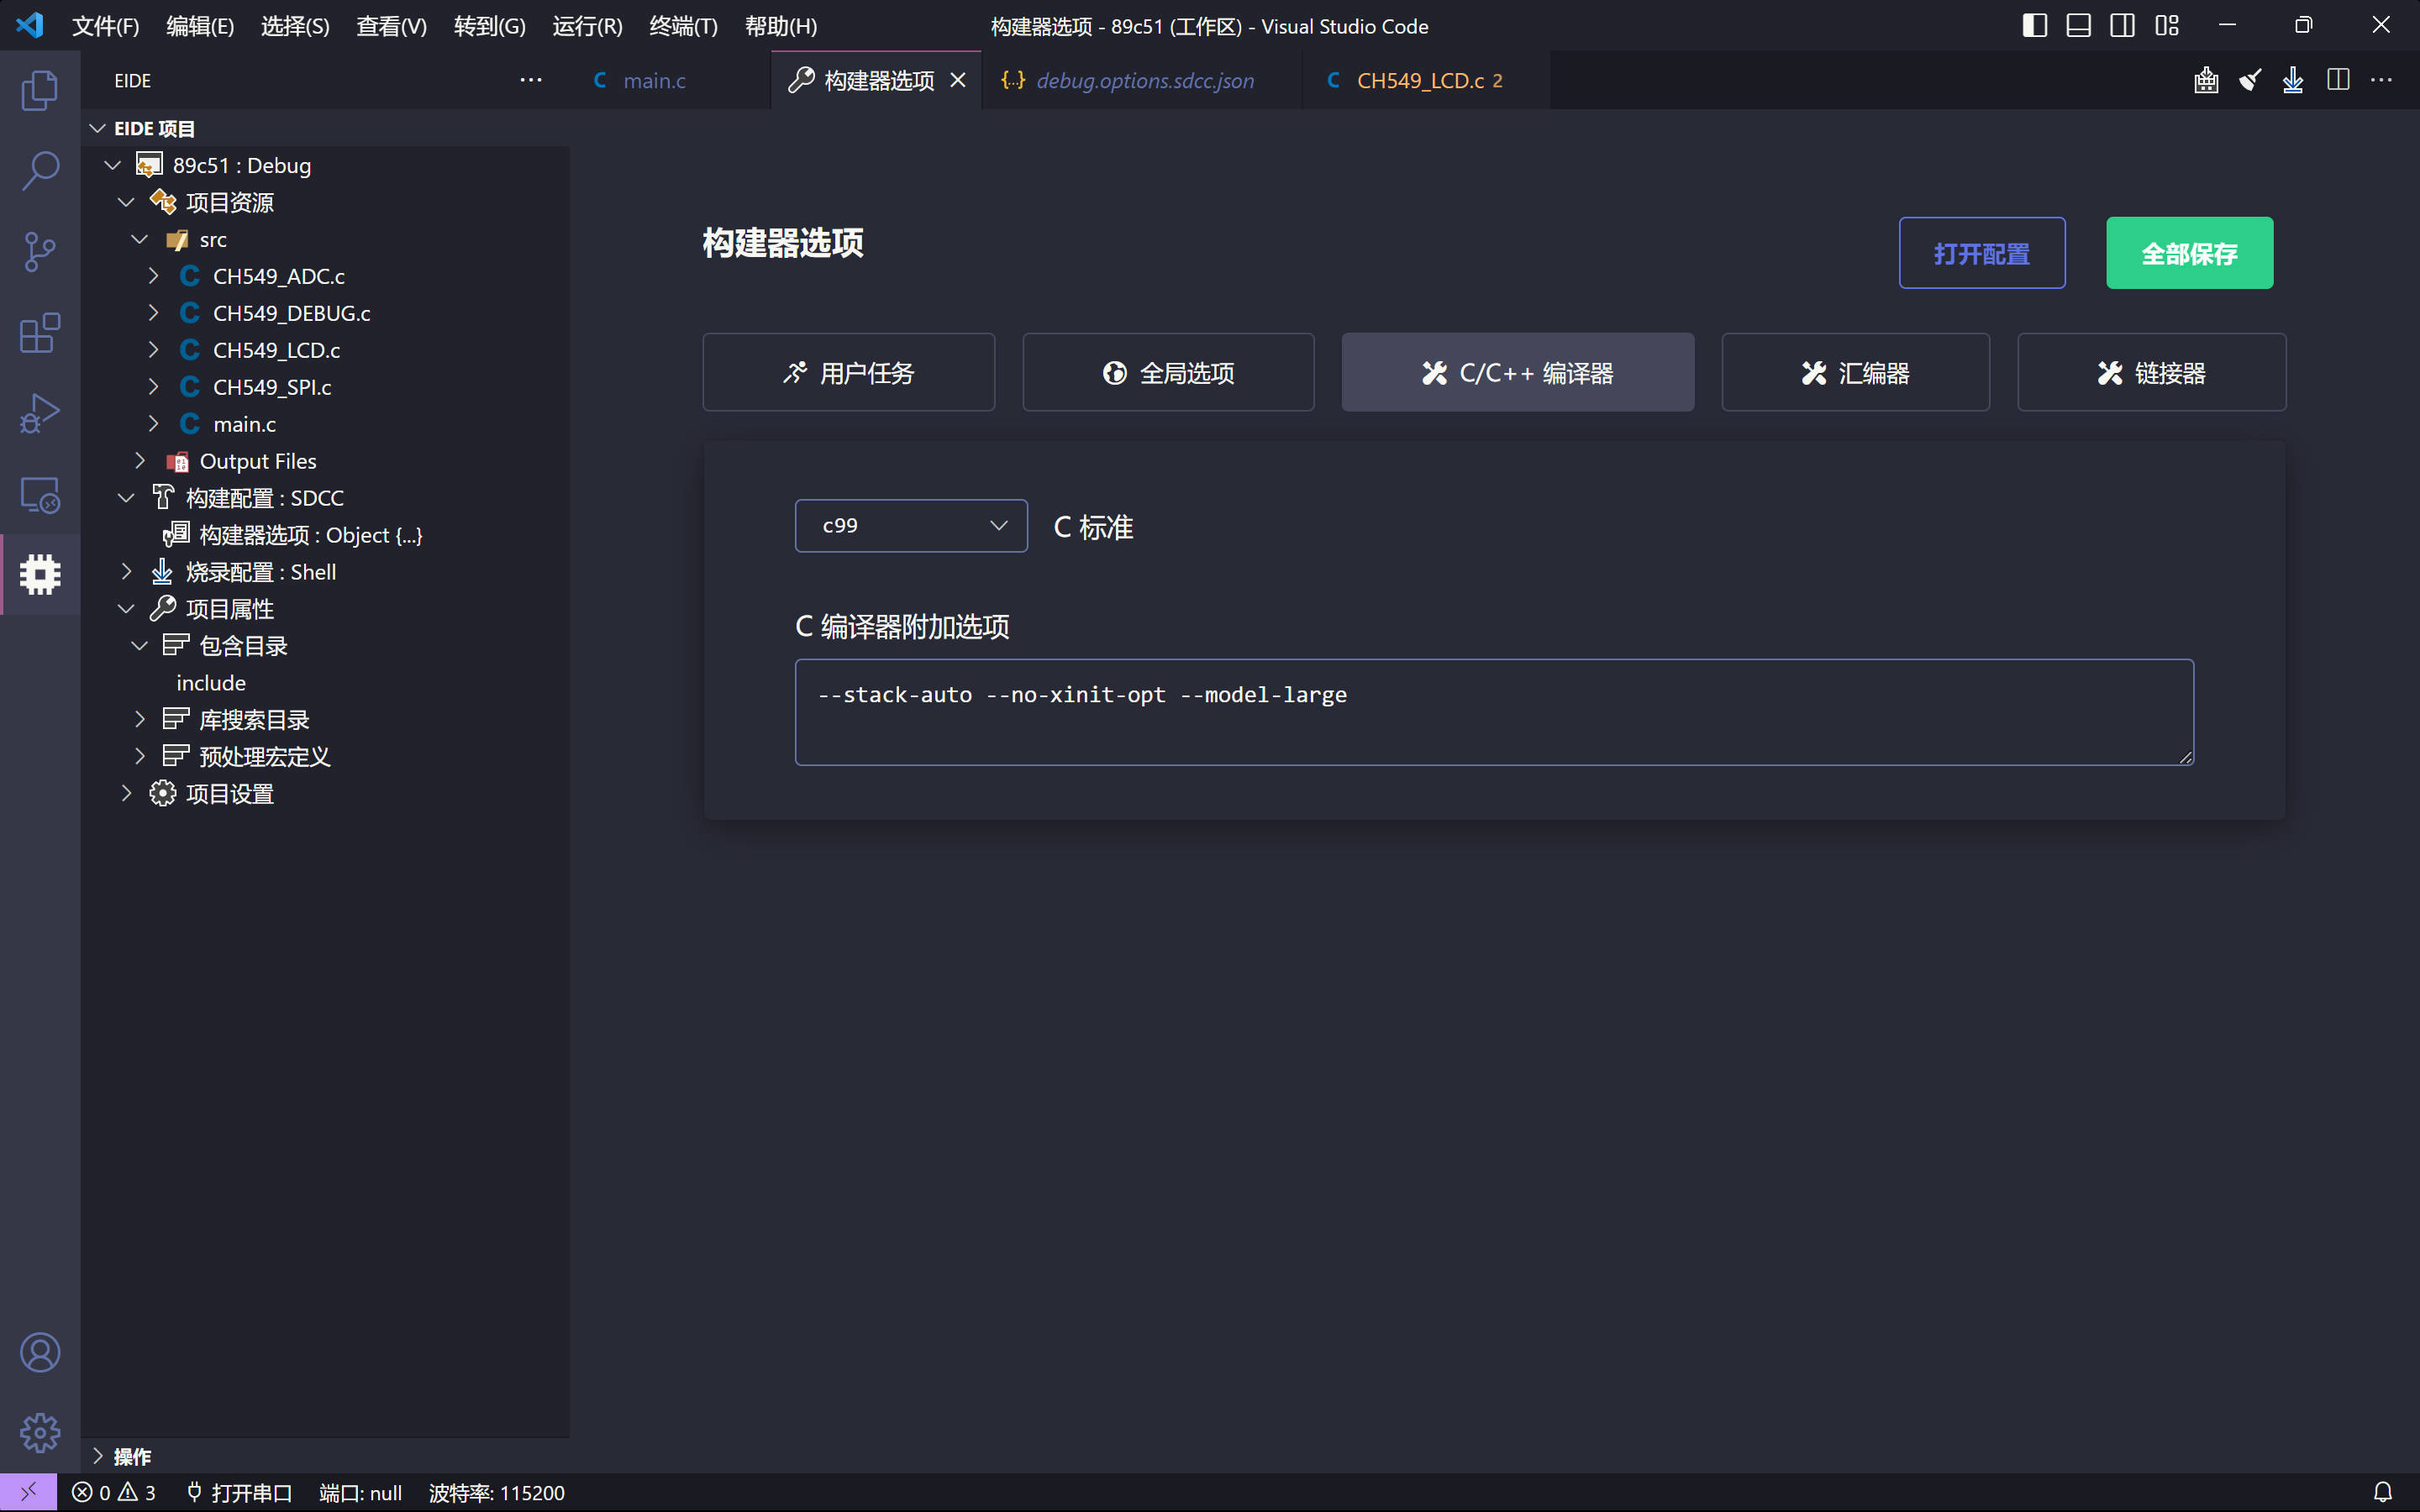 文件(F) 编辑(E) 选择(S) 查看(V) 转到(G) 运行(R) 终端(T) 帮助(H) 构建器选项 - 89c51 (工作区) - Visual Studio Code
EIDE
main.c
构建器选项
{..} debug.options.sdcc.json
CH549_LCD.c 2
EIDE 项目
89c51 : Debug
项目资源
src
CH549_ADC.c
CH549_DEBUG.c
CH549_LCD.c
CH549_SPI.c
main.c
Output Files
构建配置 : SDCC
构建器选项 : Object {...}
烧录配置 : Shell
项目属性
包含目录
include
库搜索目录
预处理宏定义
项目设置
操作
构建器选项
打开配置
全部保存
用户任务
全局选项
C/C++ 编译器
汇编器
链接器
c99
C 标准
C 编译器附加选项
--stack-auto --no-xinit-opt --model-large
0 3 打开串口 端口: null 波特率: 115200